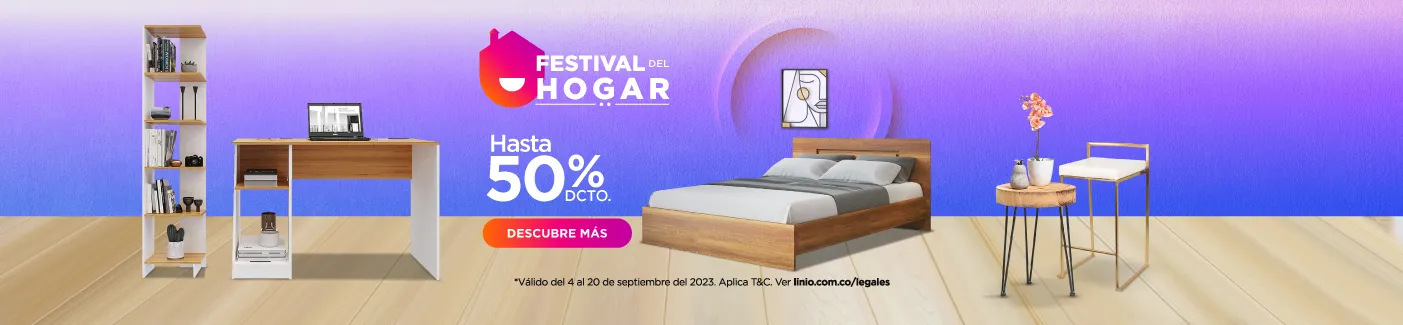 FESTIVAL DEL
HOGAR
Hasta
50%
DCTO.
DESCUBRE MÁS
*Válido del 4 al 20 de septiembre del 2023. Aplica T&C. Ver linio.com.co/legales